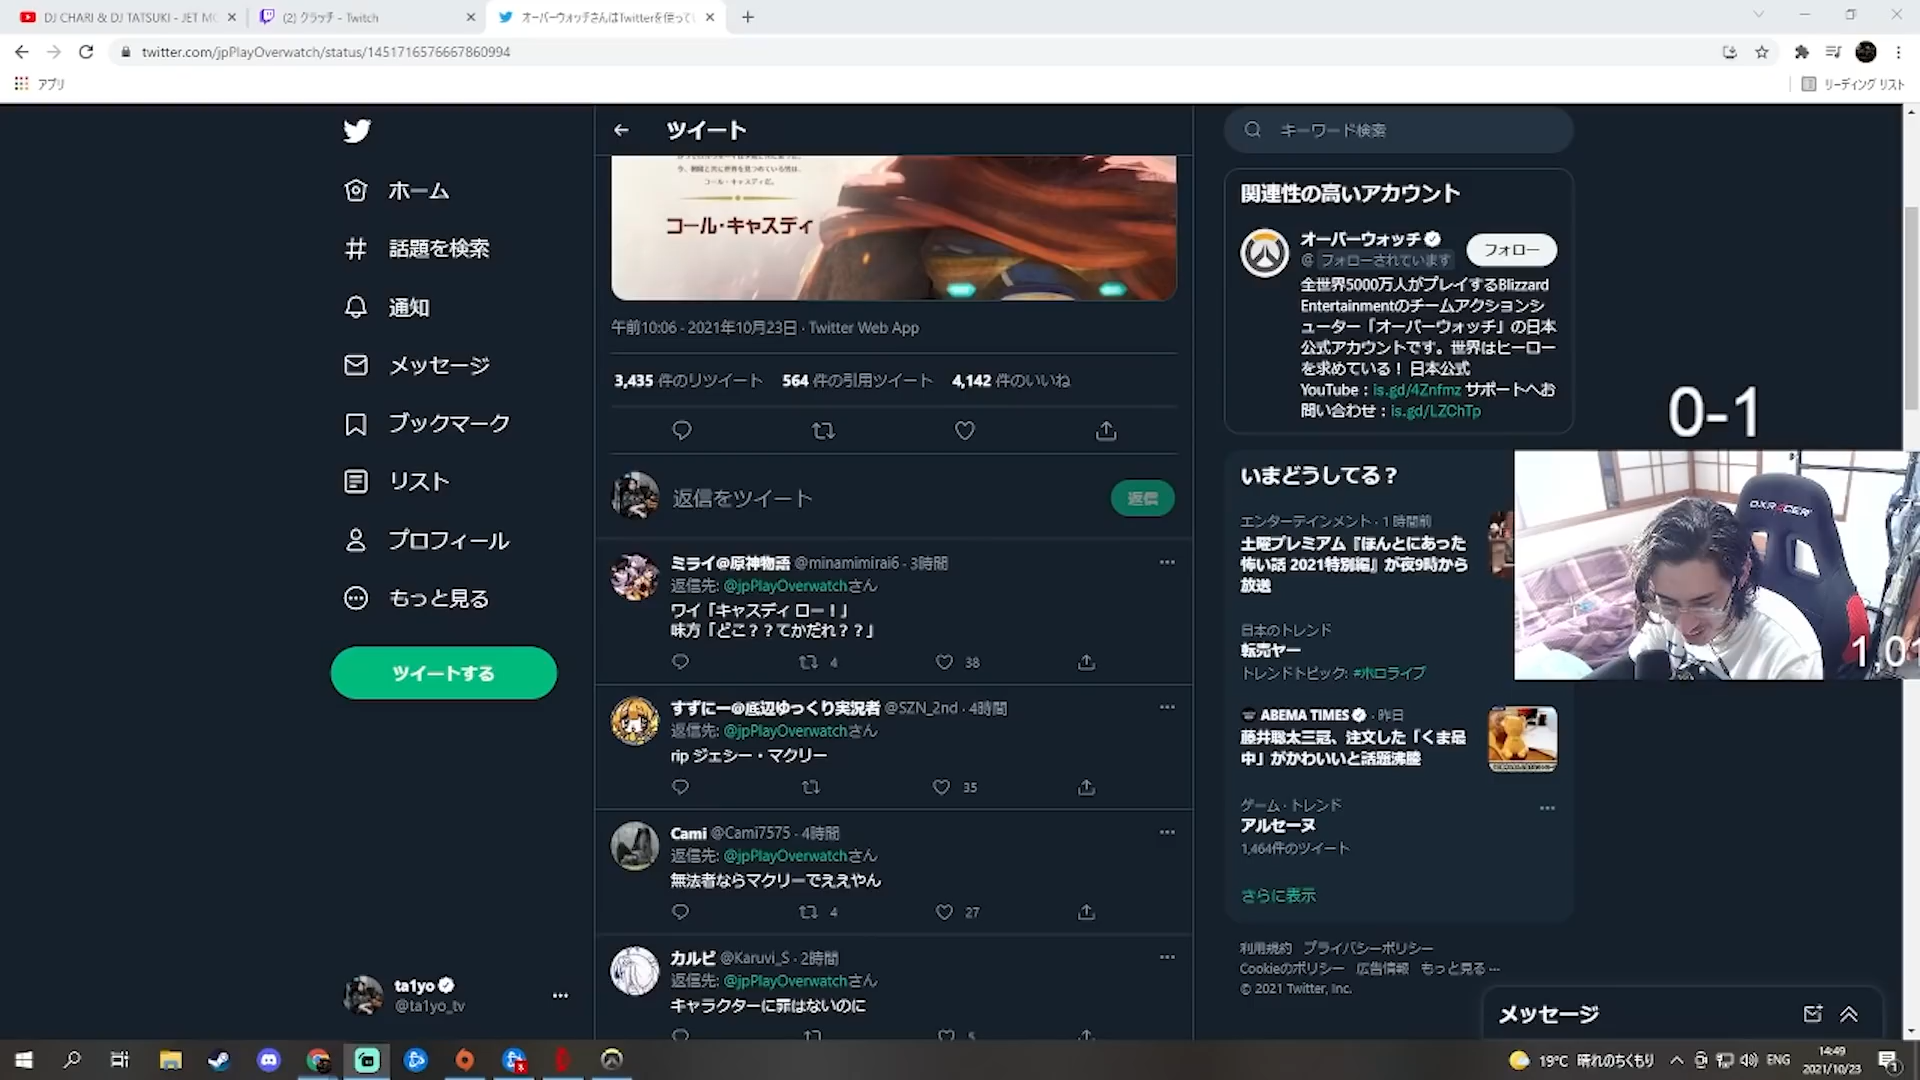 DJ CHARI & DJ TATSUKI - JET MC
(2) クラッチ - Twitch
オーバーウォッチさんはTwitterを使って
twitter.com/jpPlayOverwatch/status/1451716576667860994
アプリ
リーディング リスト
ホーム
話題を検索
通知
メッセージ
ブックマーク
リスト
プロフィール
もっと見る
ツイートする
ta1yo
@ta1yo_tv
ツイート
コール・キャスディだ。
コール・キャスディ
午前10:06 · 2021年10月23日 · Twitter Web App
3,435 件のリツイート 564 件の引用ツイート 4,142 件のいいね
返信をツイート
返信
ミライ@原神物語 @minamimirai6 · 3時間
返信先: @jpPlayOverwatchさん
ワイ「キャスディ ロー！」
味方「どこ？？てかだれ？？」
4
38
すずにー@底辺ゆっくり実況者 @SZN_2nd · 4時間
返信先: @jpPlayOverwatchさん
rip ジェシー・マクリー
35
Cami @Cami7575 · 4時間
返信先: @jpPlayOverwatchさん
無法者ならマクリーでええやん
4
27
カルピ @Karuvi_S · 2時間
返信先: @jpPlayOverwatchさん
キャラクターに罪はないのに
5
キーワード検索
関連性の高いアカウント
オーバーウォッチ
フォロー
@ フォローされています
全世界5000万人がプレイするBlizzard
Entertainmentのチームアクションシ
ューター「オーバーウォッチ」の日本
公式アカウントです。世界はヒーロー
を求めている！ 日本公式
YouTube：is.gd/4Znfmz サポートへお
問い合わせ：is.gd/LZChTp
0-1
いまどうしてる？
エンターテインメント · 1 時間前
土曜プレミアム『ほんとにあった
怖い話 2021特別編』が夜9時から
放送
日本のトレンド
転売ヤー
トレンドトピック: #ホロライブ
DXRACER
1,01
ABEMA TIMES · 昨日
藤井聡太三冠、注文した「くま最
中」がかわいいと話題沸騰
ゲーム · トレンド
アルセーヌ
1,464件のツイート
さらに表示
利用規約 プライバシーポリシー
Cookieのポリシー 広告情報 もっと見る
© 2021 Twitter, Inc.
メッセージ
19°C 晴れのちくもり
ENG
14:49
2021/10/23
1